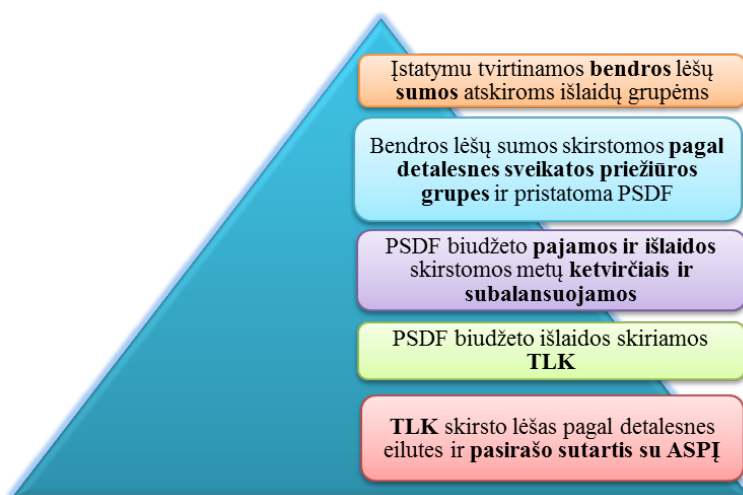 Įstatymu tvirtinamos bendros lėšų
sumos atskiroms išlaidų grupėms
Bendros lėšų sumos skirstomos pagal
detalesnes sveikatos priežiūros
grupes ir pristatoma PSDF
PSDF biudžeto pajamos ir išlaidos
skirstomos metų ketvirčiais ir
subalansuojamos
PSDF biudžeto išlaidos skiriamos
TLK
TLK skirsto lėšas pagal detalesnes
eilutes ir pasirašo sutartis su ASPĮ